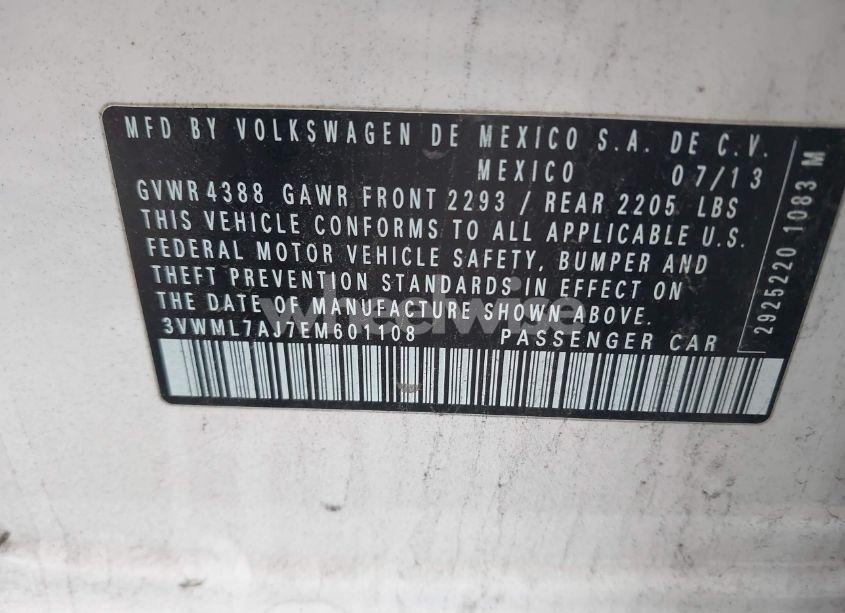 MFD BY VOLKSWAGEN DE MEXICO S.A. DE C.V.
MEXICO 07/13
GVWR 4388 GAWR FRONT 2293 / REAR 2205 LBS
THIS VEHICLE CONFORMS TO ALL APPLICABLE U.S.
FEDERAL MOTOR VEHICLE SAFETY, BUMPER AND
THEFT PREVENTION STANDARDS IN EFFECT ON
THE DATE OF MANUFACTURE SHOWN ABOVE.
3VWML7AJ7EM601108 PASSENGER CAR
2925220 1083 M
wheelwise